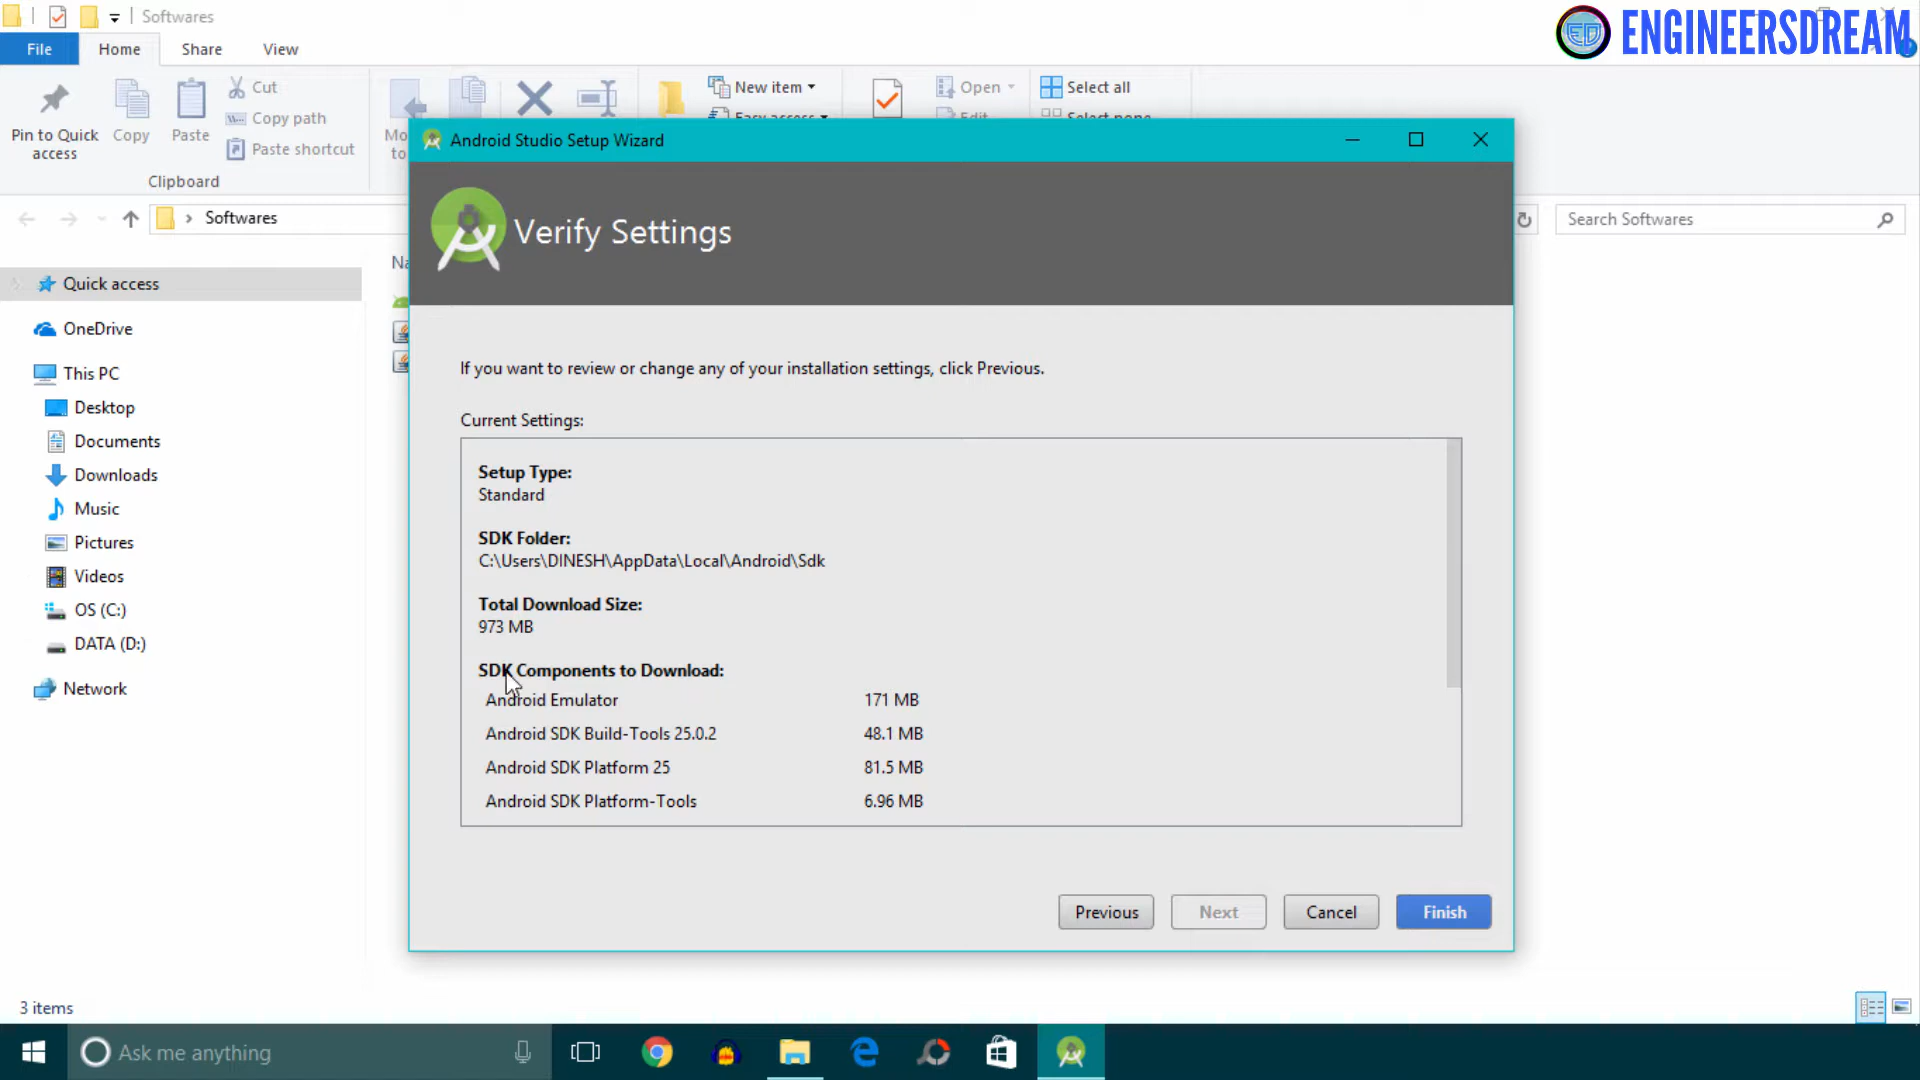 Softwares
ENGINEERSDREAM
ED
File
Home
Share
View
Pin to Quick
access
Copy
Paste
Cut
Copy path
Paste shortcut
Clipboard
New item
Open
Select all
Softwares
Search Softwares
Quick access
OneDrive
This PC
Desktop
Documents
Downloads
Music
Pictures
Videos
OS (C:)
DATA (D:)
Network
Android Studio Setup Wizard
Verify Settings
If you want to review or change any of your installation settings, click Previous.
Current Settings:
Setup Type:
Standard
SDK Folder:
C:\Users\DINESH\AppData\Local\Android\Sdk
Total Download Size:
973 MB
SDK Components to Download:
Android Emulator 171 MB
Android SDK Build-Tools 25.0.2 48.1 MB
Android SDK Platform 25 81.5 MB
Android SDK Platform-Tools 6.96 MB
Previous
Next
Cancel
Finish
3 items
Ask me anything